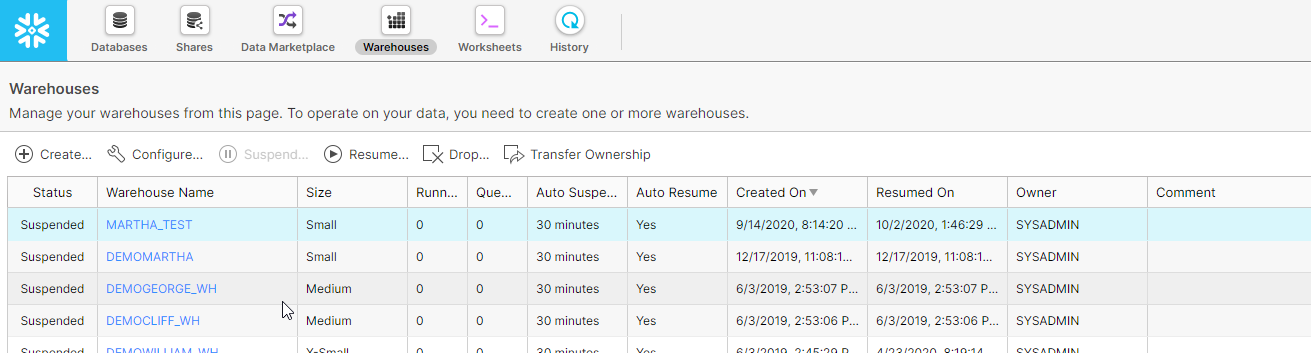 Databases Shares Data Marketplace Warehouses Worksheets History
Warehouses
Manage your warehouses from this page. To operate on your data, you need to create one or more warehouses.
Create... Configure... Suspend... Resume... Drop... Transfer Ownership
Status Warehouse Name Size Runn... Que... Auto Suspe... Auto Resume Created On Resumed On Owner Comment
Suspended MARTHA_TEST Small 0 0 30 minutes Yes 9/14/2020, 8:14:20 ... 10/2/2020, 1:46:29 ... SYSADMIN
Suspended DEMOMARTHA Small 0 0 30 minutes Yes 12/17/2019, 11:08:1... 12/17/2019, 11:08:1... SYSADMIN
Suspended DEMOGEORGE_WH Medium 0 0 30 minutes Yes 6/3/2019, 2:53:07 P... 6/3/2019, 2:53:07 P... SYSADMIN
Suspended DEMOCLIFF_WH Medium 0 0 30 minutes Yes 6/3/2019, 2:53:06 P... 6/3/2019, 2:53:06 P... SYSADMIN
Suspended DEMOWILLIAM_WH X-Small 0 0 30 minutes Yes 6/3/2019, 2:45:29 P... 4/23/2020, 8:19:14 ... SYSADMIN